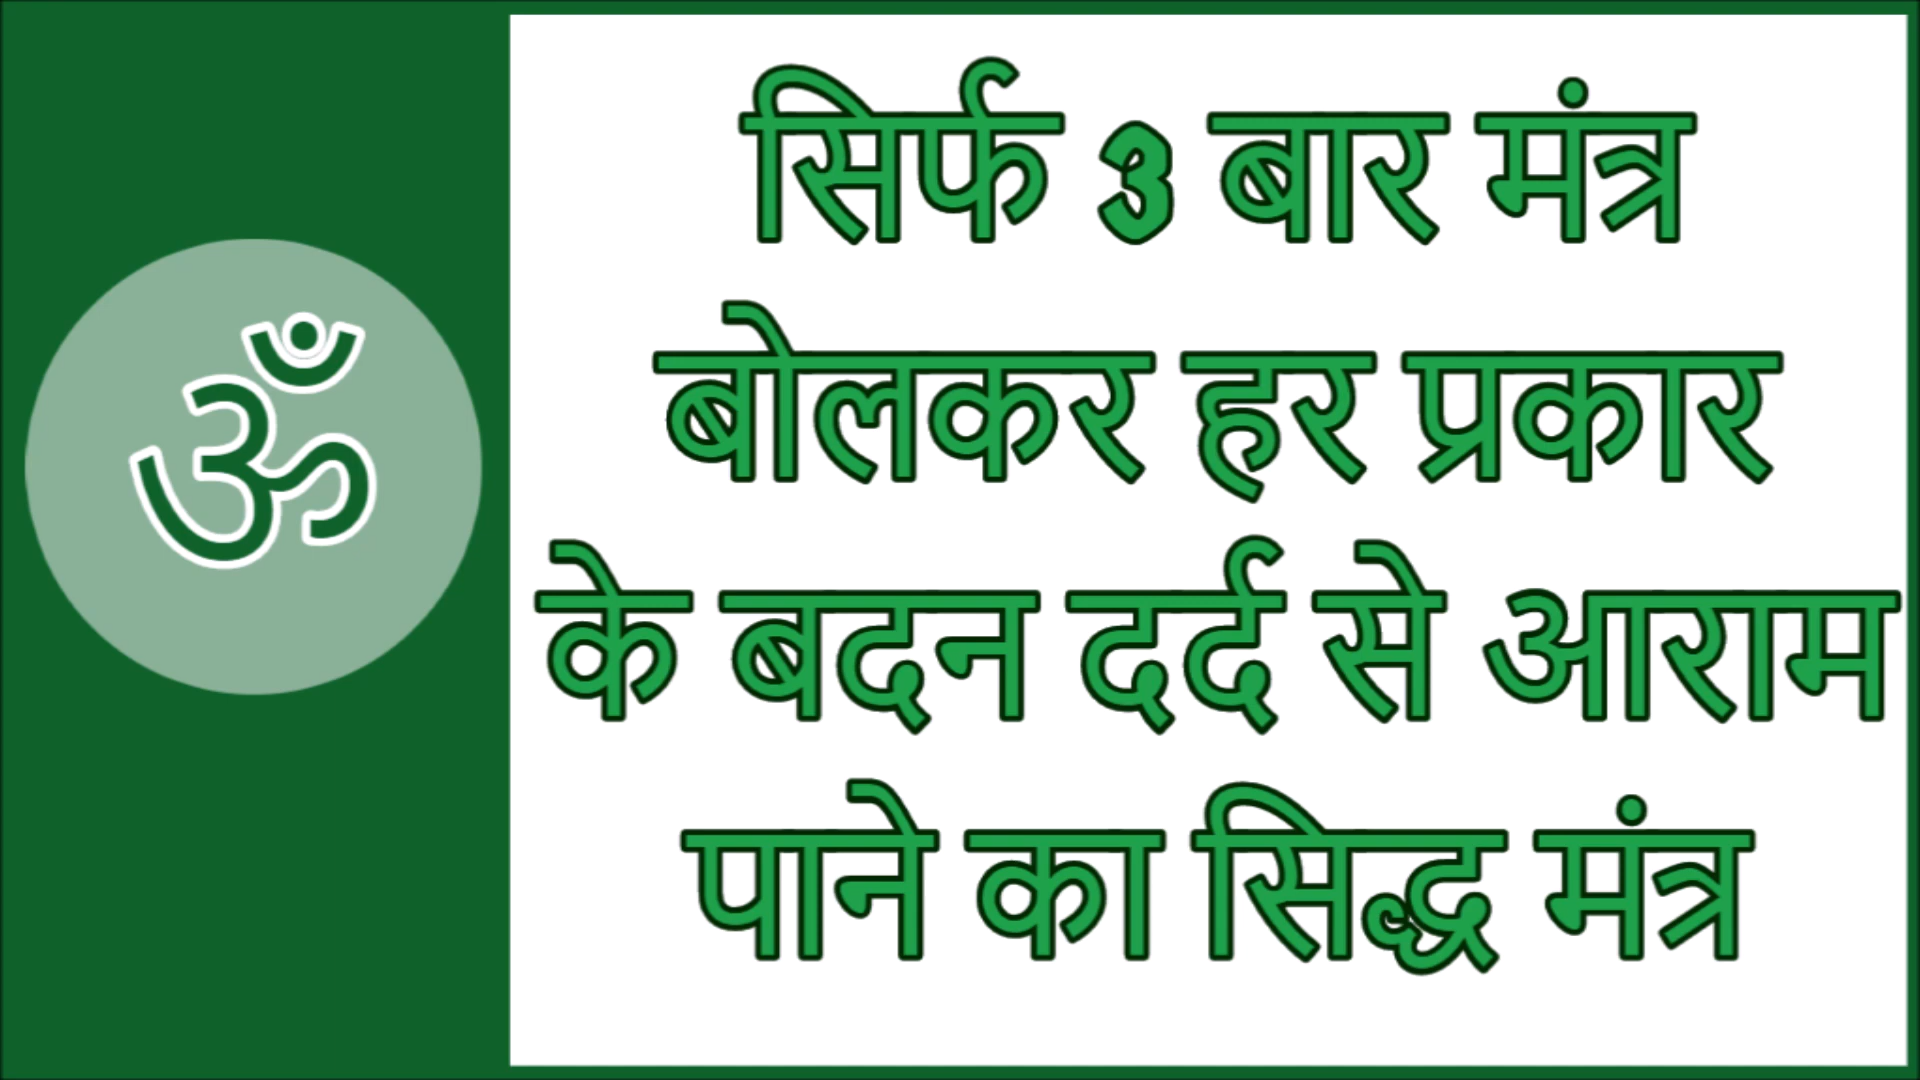 ॐ
सिर्फ 3 बार मंत्र
बोलकर हर प्रकार
के बदन दर्द से आराम
पाने का सिद्ध मंत्र